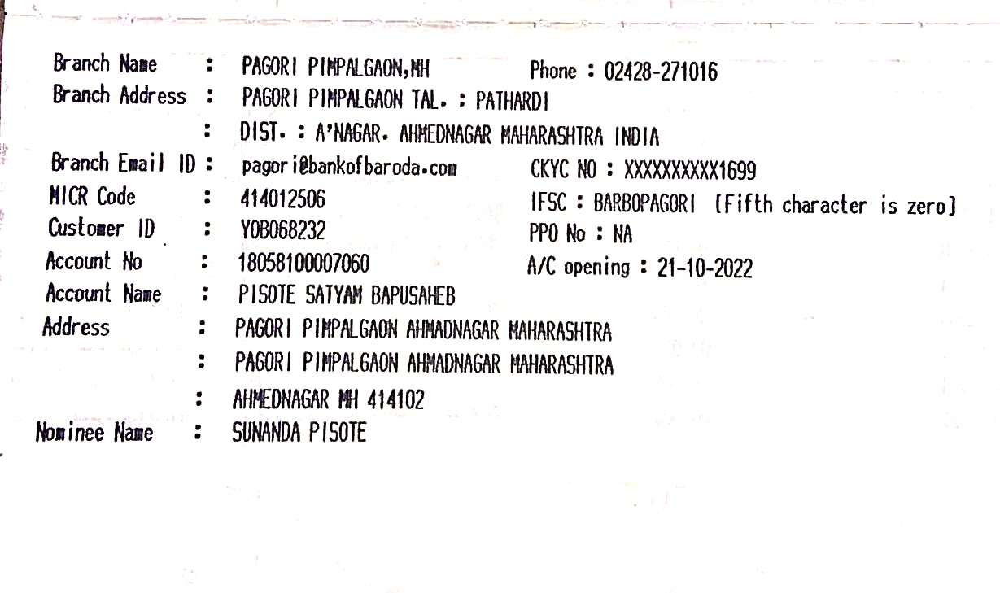 Branch Name : PAGORI PIMPALGAON,MH Phone : 02428-271016
Branch Address : PAGORI PIMPALGAON TAL. : PATHARDI
: DIST. : A'NAGAR. AHMEDNAGAR MAHARASHTRA INDIA
Branch Email ID : pagori@bankofbaroda.com CKYC NO : XXXXXXXXXX1699
MICR Code : 414012506 IFSC : BARB0PAGORI (Fifth character is zero)
Customer ID : Y0B068232 PPO No : NA
Account No : 18058100007060 A/C opening : 21-10-2022
Account Name : PISOTE SATYAM BAPUSAHEB
Address : PAGORI PIMPALGAON AHMADNAGAR MAHARASHTRA
: PAGORI PIMPALGAON AHMADNAGAR MAHARASHTRA
: AHMEDNAGAR MH 414102
Nominee Name : SUNANDA PISOTE